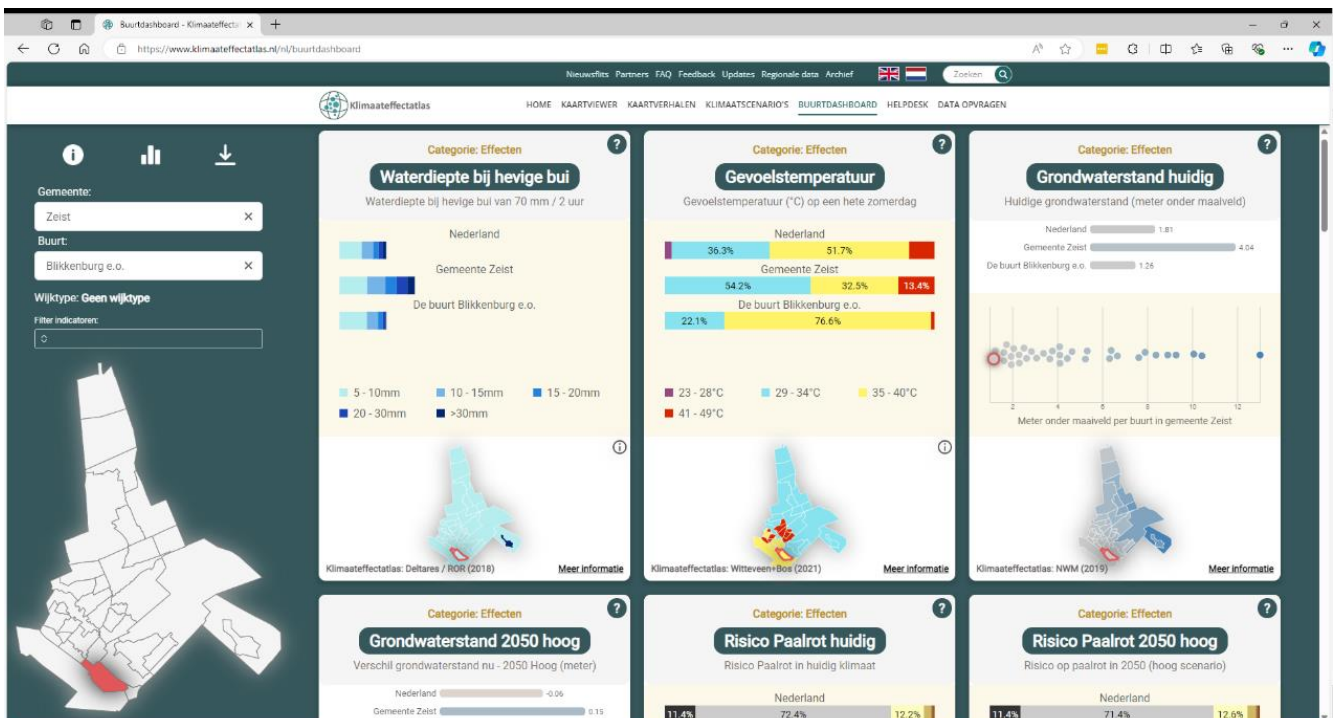 Buurtdashboard - Klimaateffectat
https://www.klimaateffectatlas.nl/nl/buurtdashboard
Nieuwsflits Partners FAQ Feedback Updates Regionale data Archief Zoeken
Klimaateffectatlas HOME KAARTVIEWER KAARTVERHALEN KLIMAATSCENARIO'S BUURTDASHBOARD HELPDESK DATA OPVRAGEN
Gemeente:
Zeist
Buurt:
Blikkenburg e.o.
Wijktype: Geen wijktype
Filter indicatoren:
Categorie: Effecten
Waterdiepte bij hevige bui
Waterdiepte bij hevige bui van 70 mm / 2 uur
Nederland
Gemeente Zeist
De buurt Blikkenburg e.o.
5 - 10mm 10 - 15mm 15 - 20mm
20 - 30mm >30mm
Klimaateffectatlas: Deltares / ROR (2018) Meer informatie
Categorie: Effecten
Gevoelstemperatuur
Gevoelstemperatuur (°C) op een hete zomerdag
Nederland
36.3% 51.7%
Gemeente Zeist
54.2% 32.5% 13.4%
De buurt Blikkenburg e.o.
22.1% 76.6%
23 - 28°C 29 - 34°C 35 - 40°C
41 - 49°C
Klimaateffectatlas: Witteveen+Bos (2021) Meer informatie
Categorie: Effecten
Grondwaterstand huidig
Huidige grondwaterstand (meter onder maaiveld)
Nederland 1.81
Gemeente Zeist 4.04
De buurt Blikkenburg e.o. 1.26
2 4 6 8 10 12
Meter onder maaiveld per buurt in gemeente Zeist
Klimaateffectatlas: NWM (2019) Meer informatie
Categorie: Effecten
Grondwaterstand 2050 hoog
Verschil grondwaterstand nu - 2050 Hoog (meter)
Nederland -0.06
Gemeente Zeist 0.15
Categorie: Effecten
Risico Paalrot huidig
Risico Paalrot in huidig klimaat
Nederland
11.4% 72.4% 12.2%
Categorie: Effecten
Risico Paalrot 2050 hoog
Risico op paalrot in 2050 (hoog scenario)
Nederland
11.4% 71.4% 12.6%